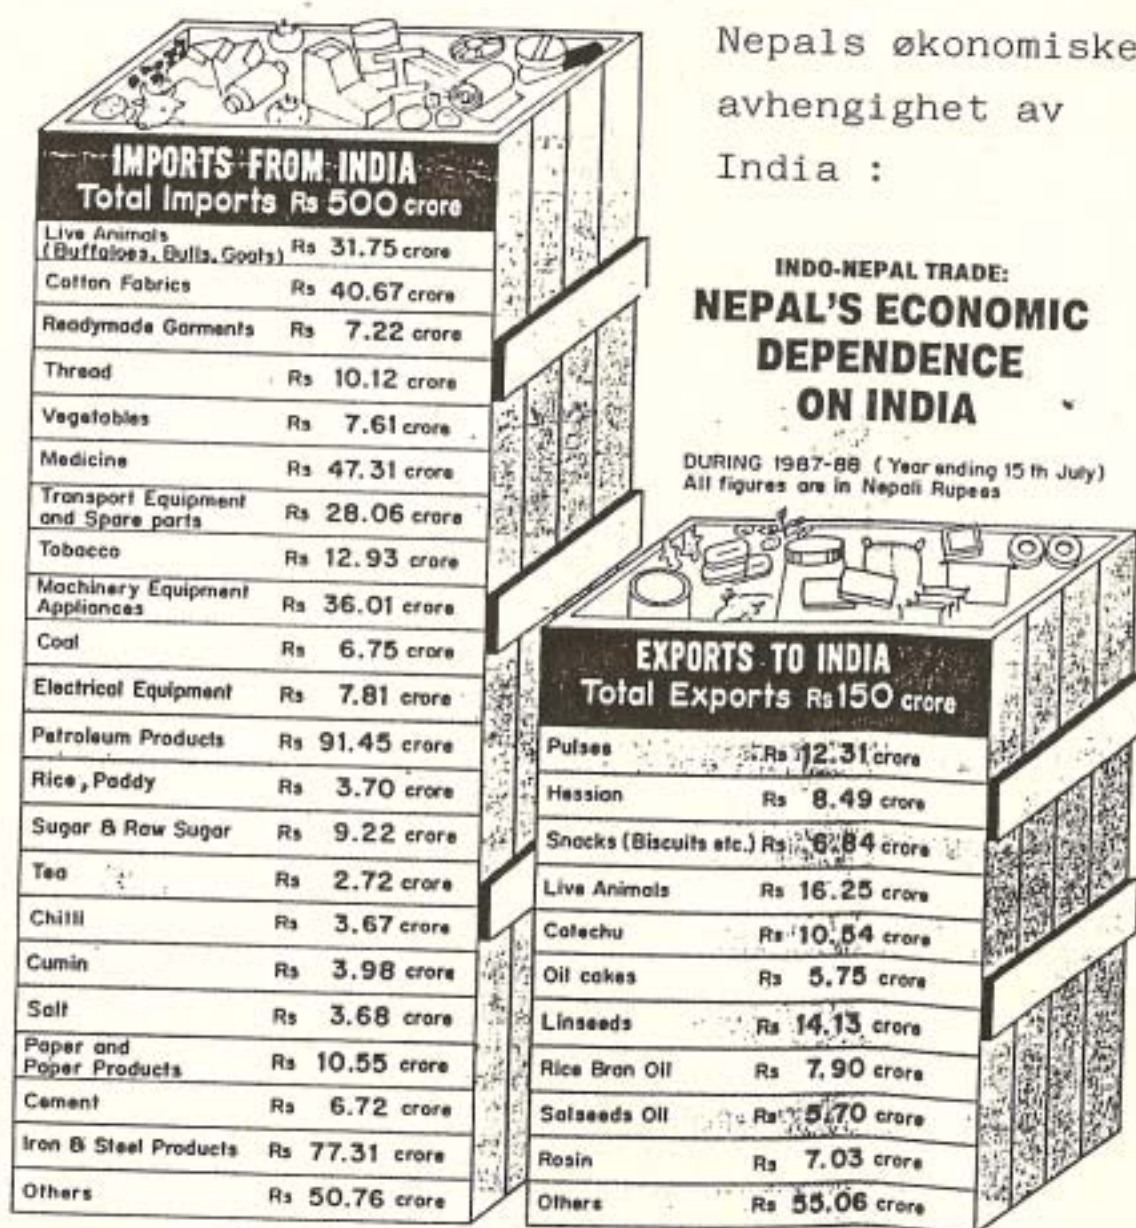 Nepals økonomiske
avhengighet av
India :
INDO-NEPAL TRADE:
NEPAL'S ECONOMIC
DEPENDENCE
ON INDIA
DURING 1987-88 ( Year ending 15 th July)
All figures are in Nepali Rupees
IMPORTS FROM INDIA
Total Imports Rs 500 crore
Live Animals
(Buffaloes, Bulls, Goats) Rs 31.75 crore
Cotton Fabrics Rs 40.67 crore
Readymade Garments Rs 7.22 crore
Thread Rs 10.12 crore
Vegetables Rs 7.61 crore
Medicine Rs 47.31 crore
Transport Equipment
and Spare parts Rs 28.06 crore
Tobacco Rs 12.93 crore
Machinery Equipment
Appliances Rs 36.01 crore
Coal Rs 6.75 crore
Electrical Equipment Rs 7.81 crore
Petroleum Products Rs 91.45 crore
Rice, Paddy Rs 3.70 crore
Sugar & Raw Sugar Rs 9.22 crore
Tea Rs 2.72 crore
Chilli Rs 3.67 crore
Cumin Rs 3.98 crore
Salt Rs 3.68 crore
Paper and
Paper Products Rs 10.55 crore
Cement Rs 6.72 crore
Iron & Steel Products Rs 77.31 crore
Others Rs 50.76 crore
EXPORTS TO INDIA
Total Exports Rs 150 crore
Pulses Rs 12.31 crore
Hessian Rs 8.49 crore
Snacks (Biscuits etc.) Rs 6.84 crore
Live Animals Rs 16.25 crore
Catechu Rs 10.54 crore
Oil cakes Rs 5.75 crore
Linseeds Rs 14.13 crore
Rice Bran Oil Rs 7.90 crore
Salseeds Oil Rs 5.70 crore
Rosin Rs 7.03 crore
Others Rs 55.06 crore